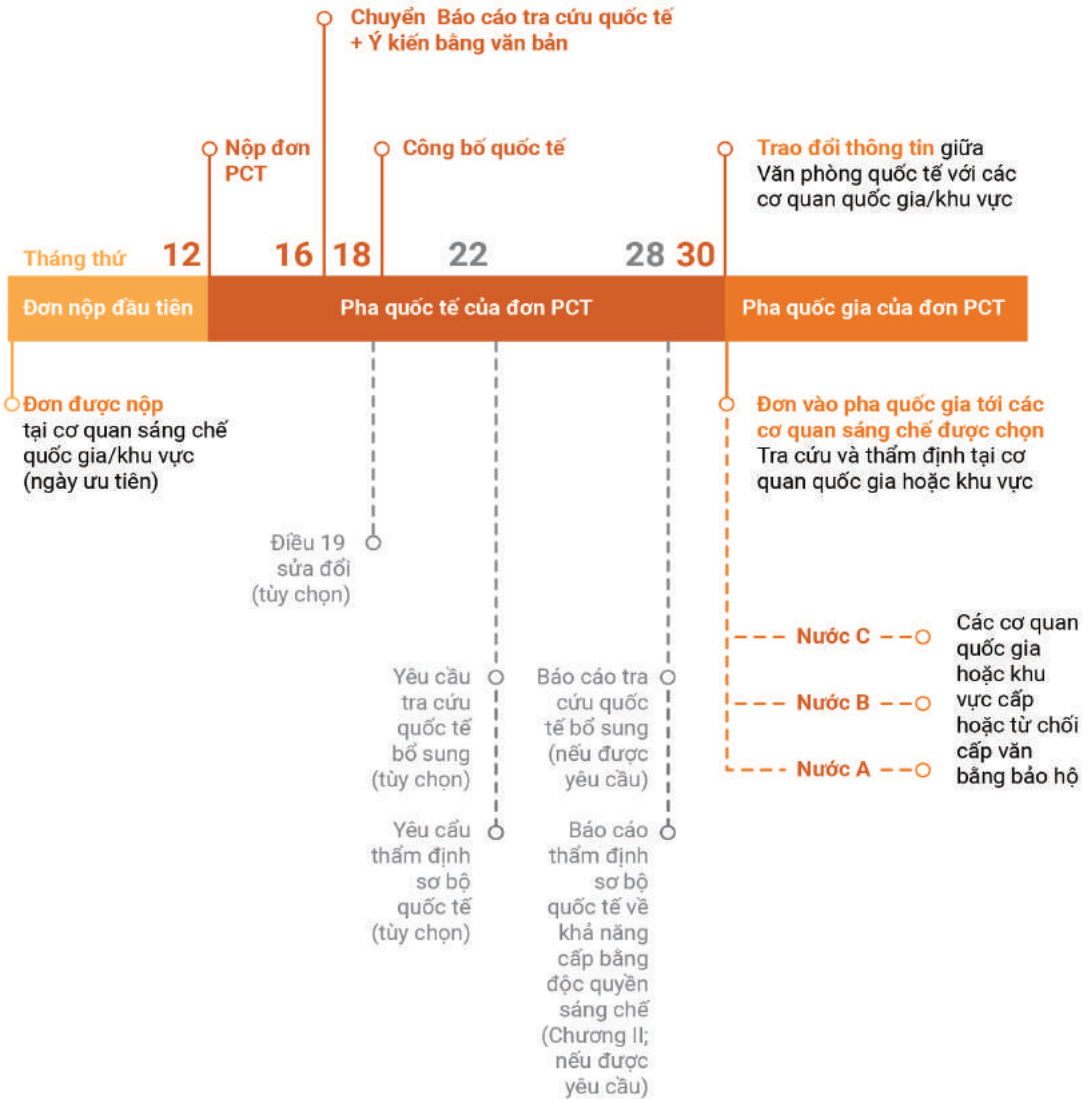 Chuyển Báo cáo tra cứu quốc tế
+ Ý kiến bằng văn bản
Nộp đơn
PCT
Công bố quốc tế
Trao đổi thông tin giữa
Văn phòng quốc tế với các
cơ quan quốc gia/khu vực
Tháng thứ 12 16 18 22 28 30
Đơn nộp đầu tiên
Pha quốc tế của đơn PCT
Pha quốc gia của đơn PCT
Đơn được nộp
tại cơ quan sáng chế
quốc gia/khu vực
(ngày ưu tiên)
Đơn vào pha quốc gia tới các
cơ quan sáng chế được chọn
Tra cứu và thẩm định tại cơ
quan quốc gia hoặc khu vực
Điều 19
sửa đổi
(tùy chọn)
Yêu cầu
tra cứu
quốc tế
bổ sung
(tùy chọn)
Báo cáo tra
cứu quốc
tế bổ sung
(nếu được
yêu cầu)
Nước C
Nước B
Nước A
Các cơ quan
quốc gia
hoặc khu
vực cấp
hoặc từ chối
cấp văn
bằng bảo hộ
Yêu cẩu
thẩm định
sơ bộ
quốc tế
(tùy chọn)
Báo cáo
thẩm định
sơ bộ
quốc tế về
khả năng
cấp bằng
độc quyền
sáng chế
(Chương II;
nếu được
yêu cầu)